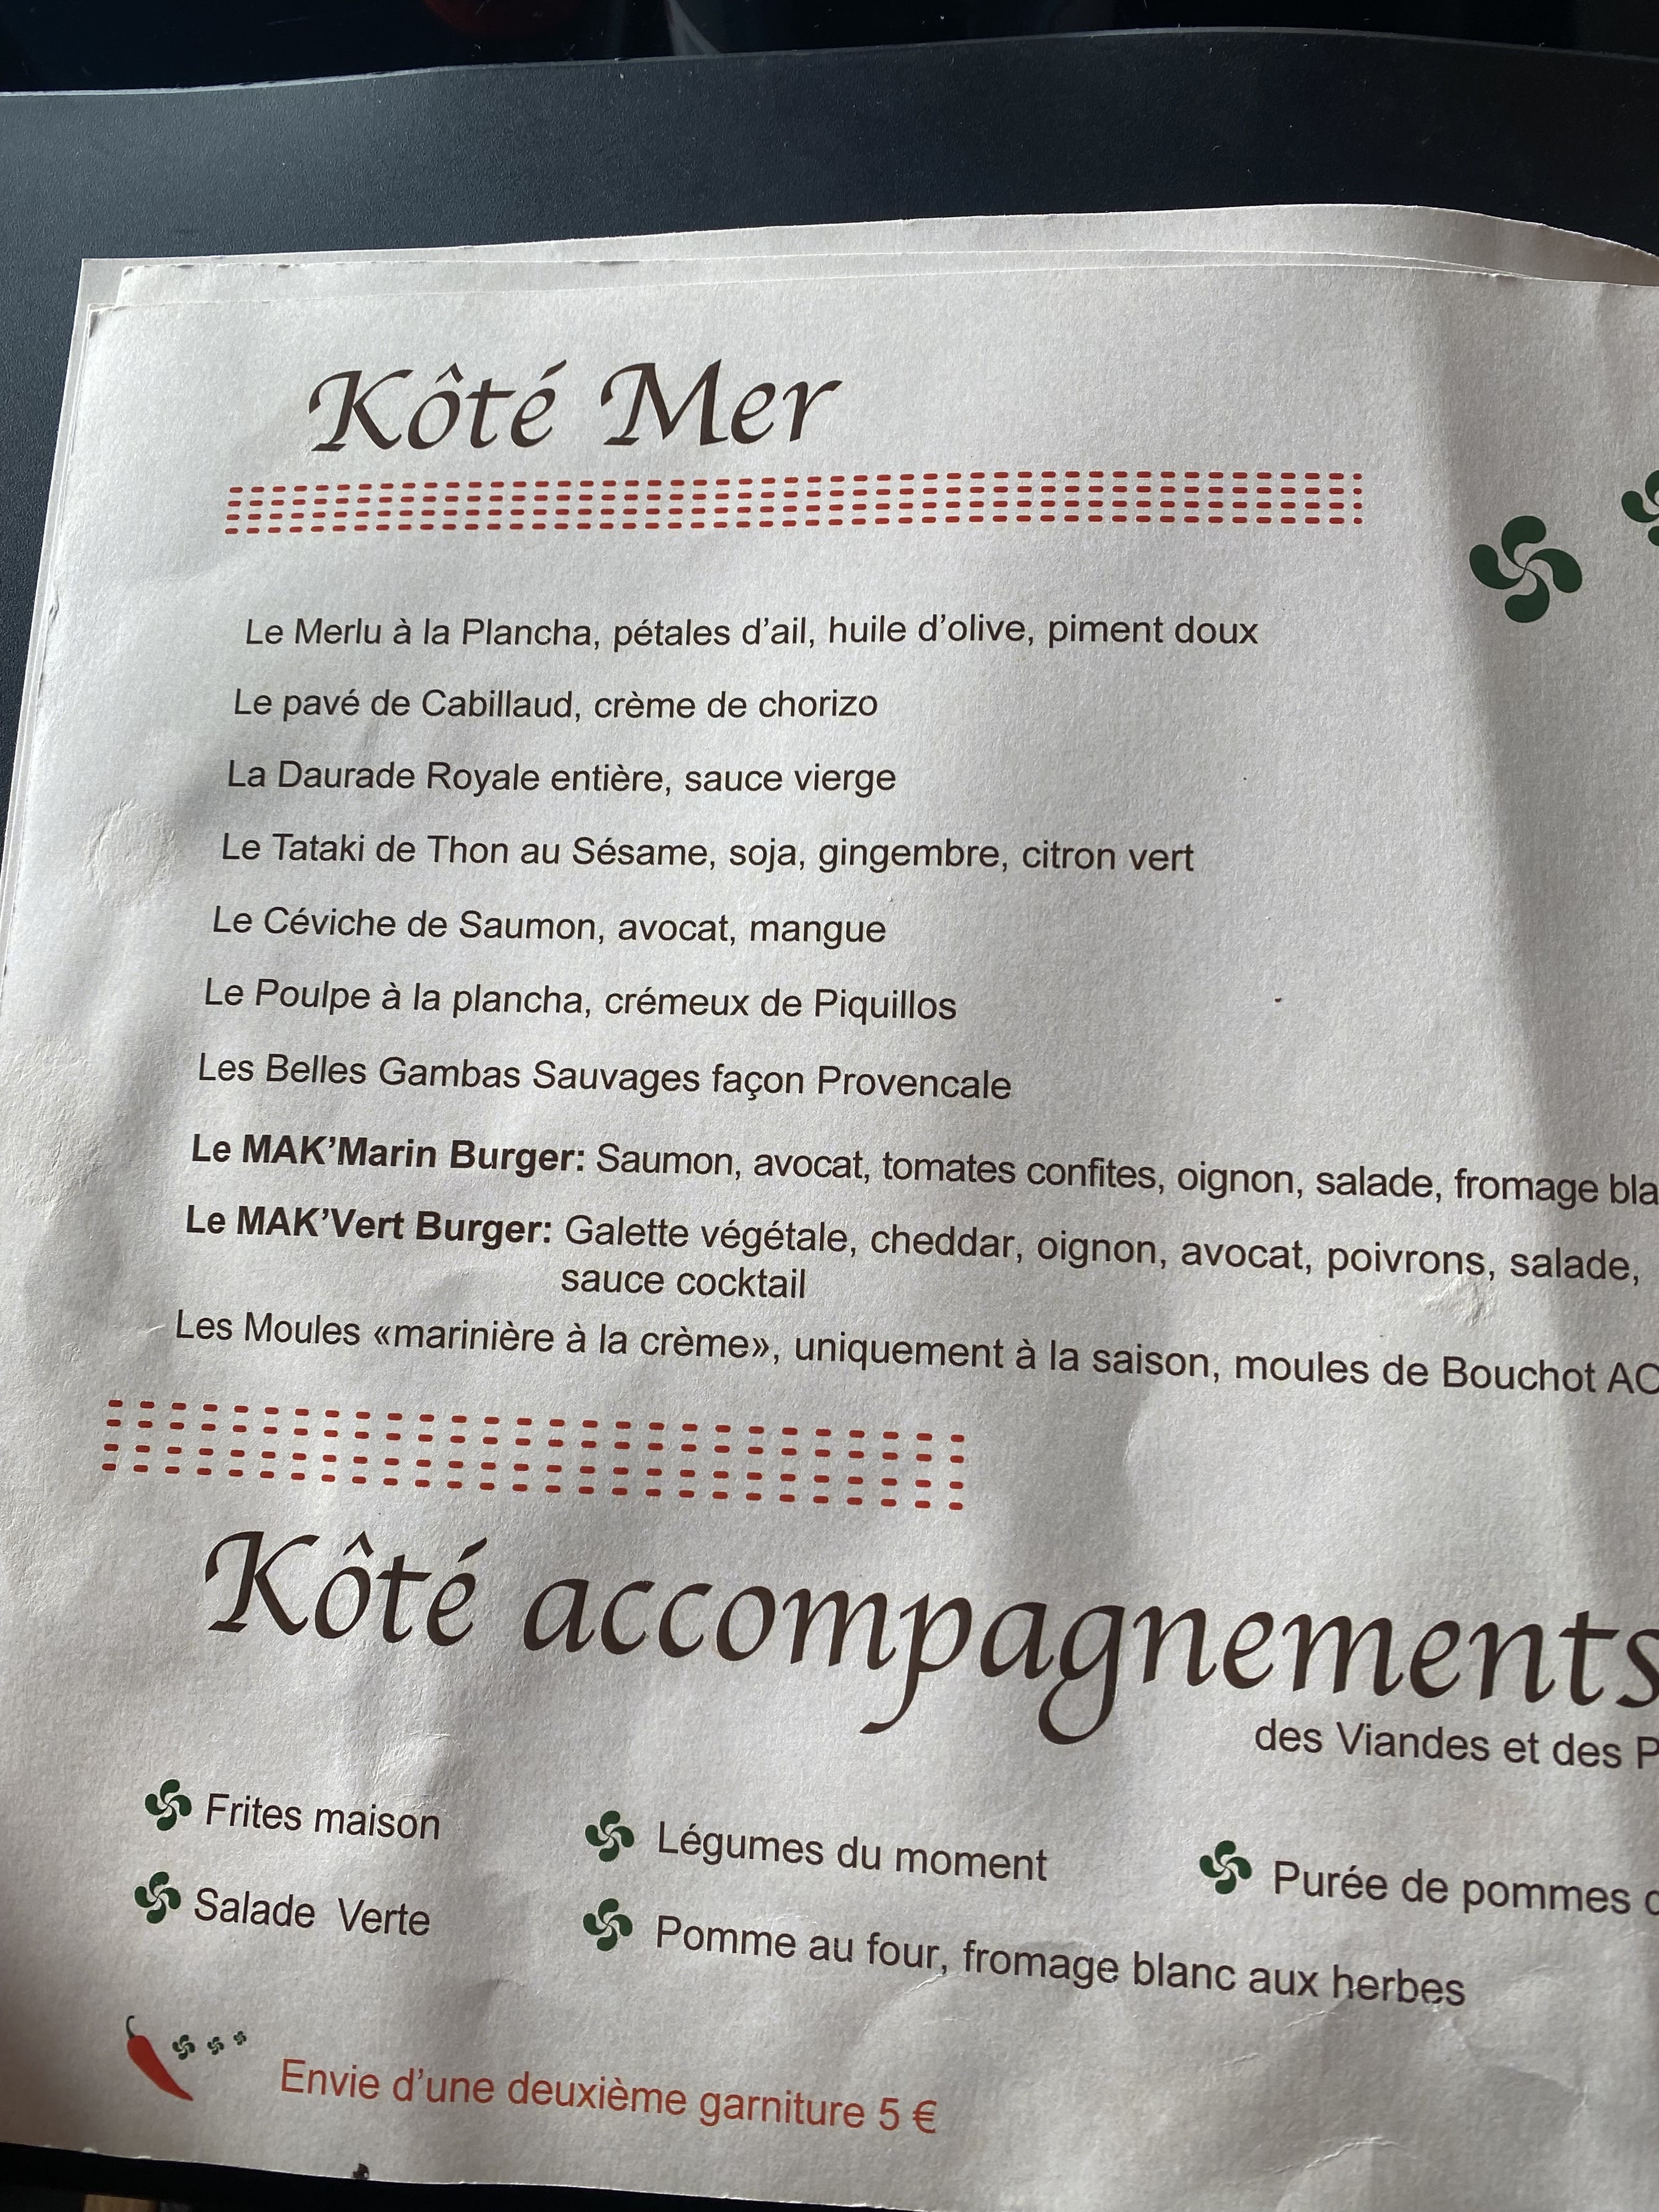 Kôté Mer
Le Merlu à la Plancha, pétales d'ail, huile d'olive, piment doux
Le pavé de Cabillaud, crème de chorizo
La Daurade Royale entière, sauce vierge
Le Tataki de Thon au Sésame, soja, gingembre, citron vert
Le Céviche de Saumon, avocat, mangue
Le Poulpe à la plancha, crémeux de Piquillos
Les Belles Gambas Sauvages façon Provencale
Le MAK'Marin Burger: Saumon, avocat, tomates confites, oignon, salade, fromage
Le MAK'Vert Burger: Galette végétale, cheddar, oignon, avocat, poivrons, salade,
sauce cocktail
Les Moules «marinière à la crème», uniquement à la saison, moules de Bouchot
Kôté accompagnements
des Viandes et des
Frites maison
Légumes du moment
Purée de pommes
Salade Verte
Pomme au four, fromage blanc aux herbes
Envie d'une deuxième garniture 5 €